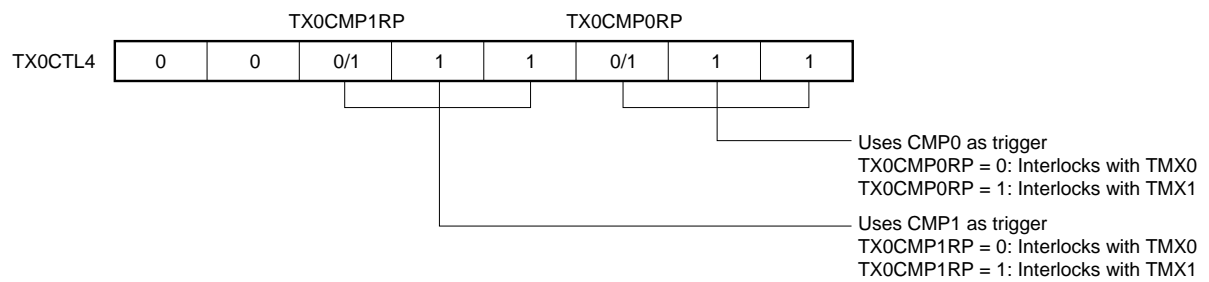 TX0CMP1RP TX0CMP0RP
TX0CTL4 0 0 0/1 1 1 0/1 1 1
Uses CMP0 as trigger
TX0CMP0RP = 0: Interlocks with TMX0
TX0CMP0RP = 1: Interlocks with TMX1
Uses CMP1 as trigger
TX0CMP1RP = 0: Interlocks with TMX0
TX0CMP1RP = 1: Interlocks with TMX1